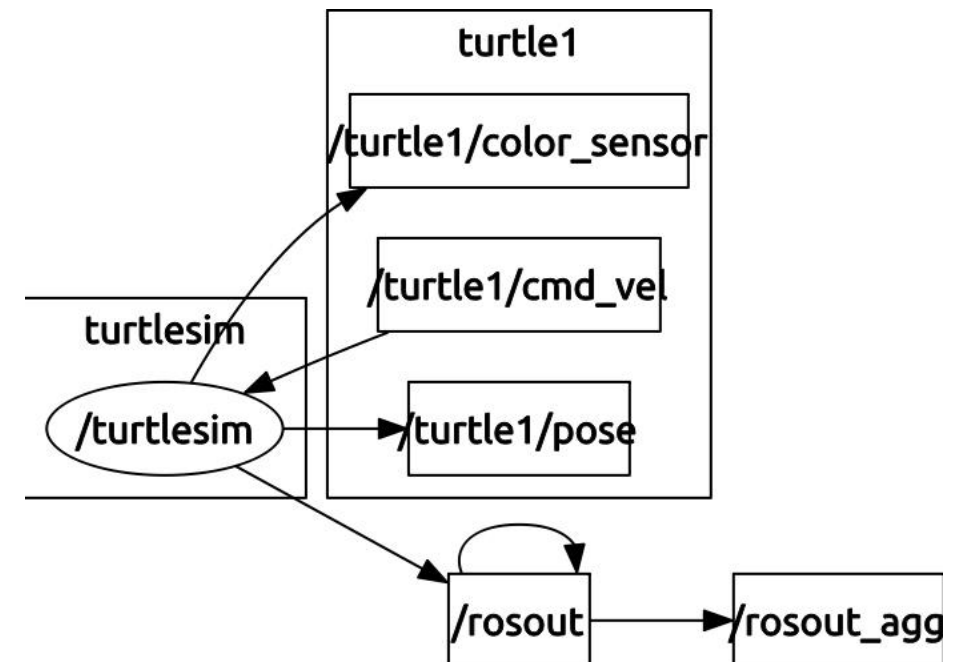 turtle1
/turtle1/color_sensor
/turtle1/cmd_vel
turtlesim
/turtlesim
/turtle1/pose
/rosout
/rosout_agg